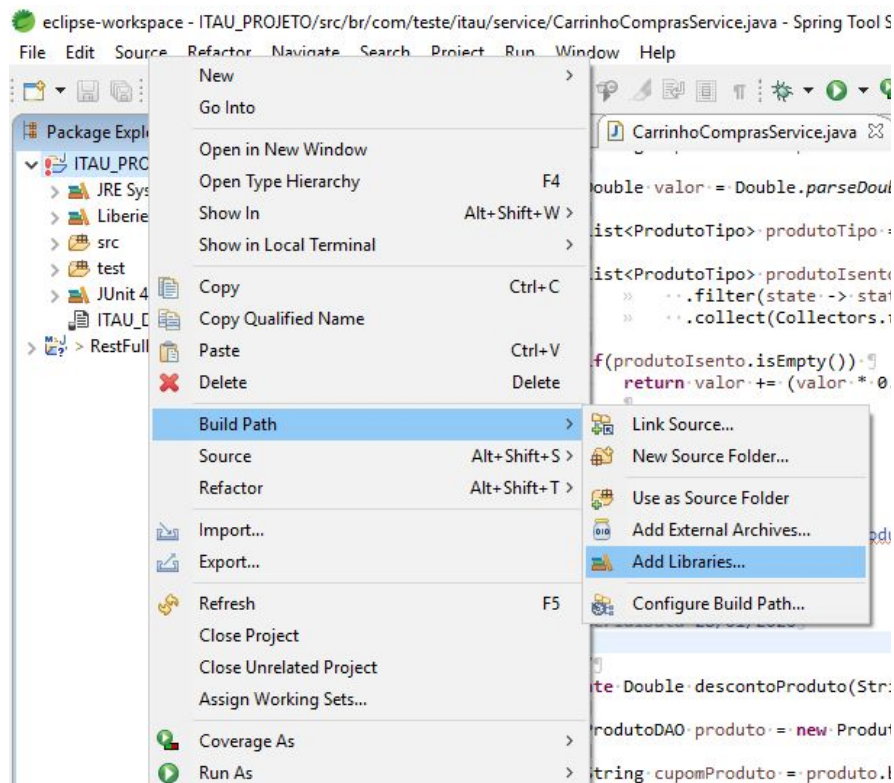 eclipse-workspace - ITAU_PROJETO/src/br/com/teste/itau/service/CarrinhoComprasService.java - Spring Tool S
File Edit Source Refactor Navigate Search Project Run Window Help
Package Expl
CarrinhoComprasService.java
ITAU_PRO
JRE Sys
Liberie
src
test
JUnit 4
ITAU_D
> RestFull
New
Go Into
Open in New Window
Open Type Hierarchy F4
Show In Alt+Shift+W >
Show in Local Terminal
Copy Ctrl+C
Copy Qualified Name
Paste Ctrl+V
Delete Delete
Build Path
Source Alt+Shift+S >
Refactor Alt+Shift+T >
Import...
Export...
Refresh F5
Close Project
Close Unrelated Project
Assign Working Sets...
Coverage As
Run As
Link Source...
New Source Folder...
Use as Source Folder
Add External Archives...
Add Libraries...
Configure Build Path...
Double valor = Double.parseDoub
ist<ProdutoTipo> produtoTipo =
ist<ProdutoTipo> produtoIsento
.filter(state -> stat
.collect(Collectors.t
f(produtoIsento.isEmpty())
return valor += (valor * 0.
te Double descontoProduto(Stri
rodutoDAO produto = new Produt
tring cupomProduto = produto.b